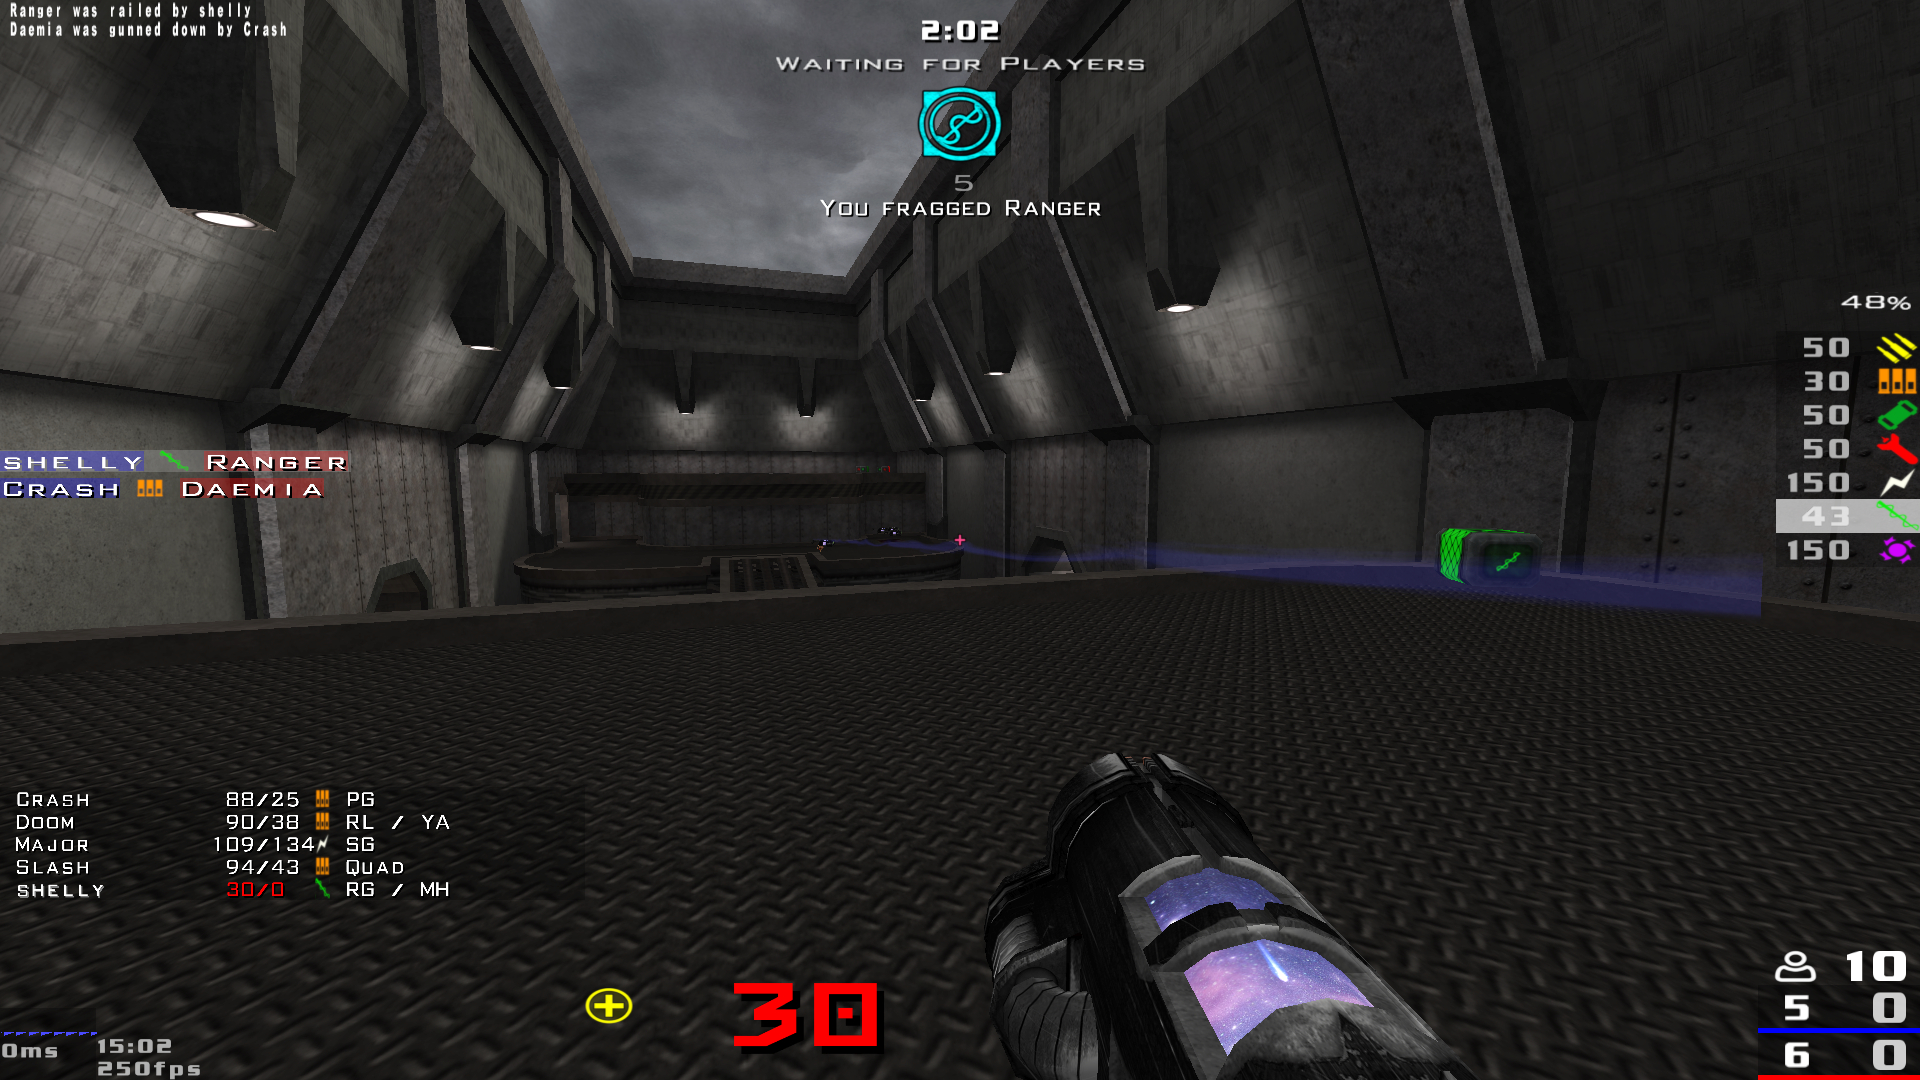 Ranger was railed by shelly
Daemia was gunned down by Crash
2:02
Waiting for Players
5
You fragged Ranger
48%
50
30
50
50
150
43
150
shelly Ranger
Crash Daemia
Crash 88/25 PG
Doom 90/38 RL / YA
Major 109/134 SG
Slash 94/43 Quad
shelly 30/0 RG / MH
30
10
5 0
6 0
0ms 15:02
250fps